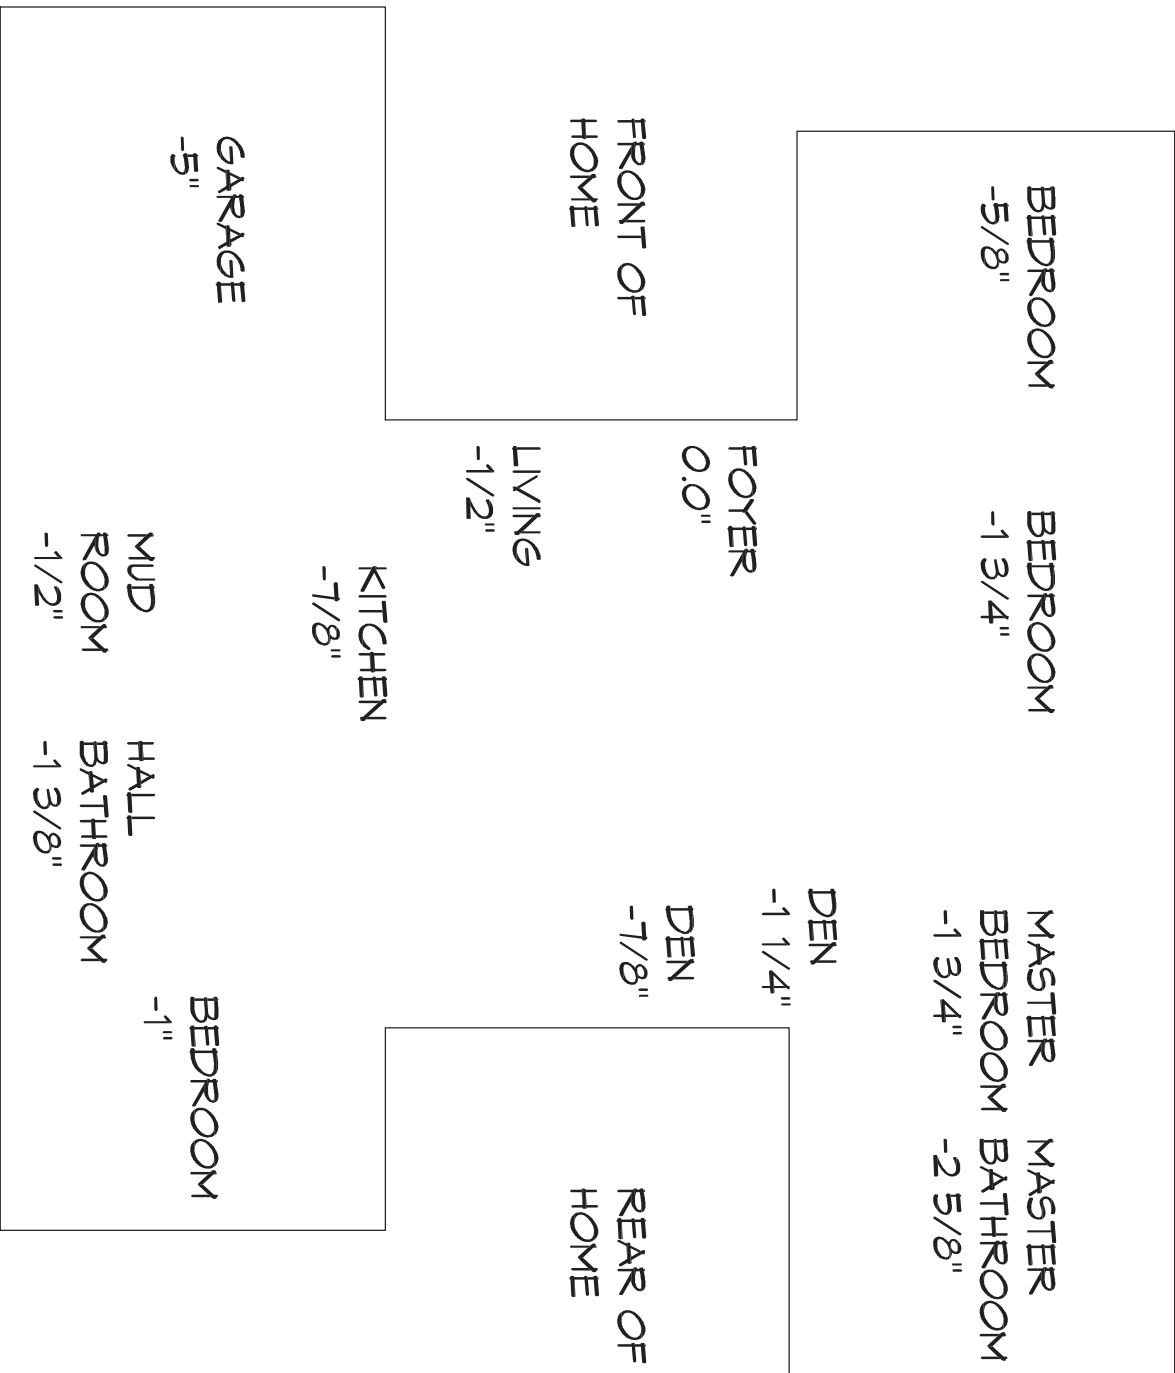 BEDROOM
-5/8"
BEDROOM
-1 3/4"
MASTER
BEDROOM
-1 3/4"
MASTER
BATHROOM
-2 5/8"
DEN
-1 1/4"
FOYER
0.0"
DEN
-7/8"
FRONT OF
HOME
REAR OF
HOME
LIVING
-1/2"
KITCHEN
-7/8"
GARAGE
-5"
BEDROOM
-1"
MUD
ROOM
-1/2"
HALL
BATHROOM
-1 3/8"